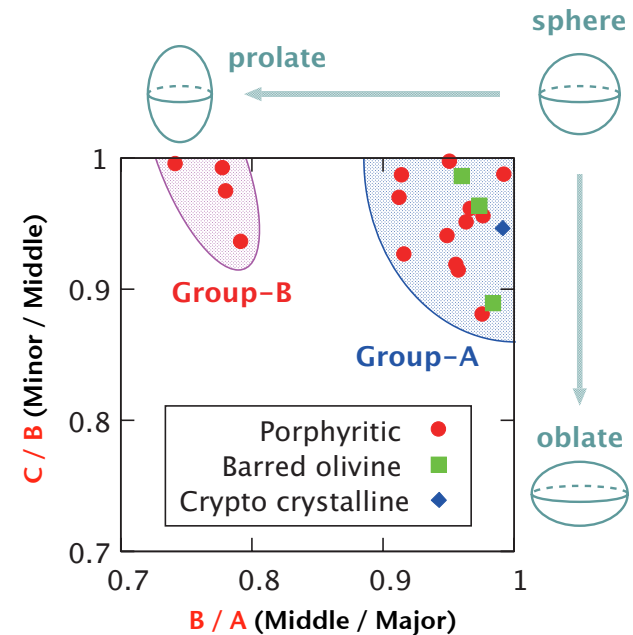 sphere
prolate
1
0.9
0.8
0.7
C / B (Minor / Middle)
Group-B
Group-A
Porphyritic
Barred olivine
Crypto crystalline
oblate
0.7
0.8
0.9
1
B / A (Middle / Major)